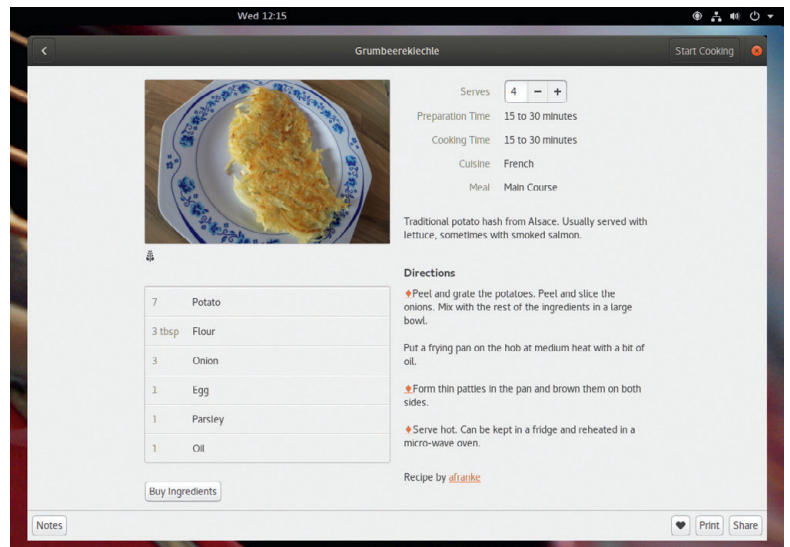 Wed 12:15
Grumbeerekiechle
Start Cooking
Serves 4 − +
Preparation Time 15 to 30 minutes
Cooking Time 15 to 30 minutes
Cuisine French
Meal Main Course
Traditional potato hash from Alsace. Usually served with
lettuce, sometimes with smoked salmon.
Directions
Peel and grate the potatoes. Peel and slice the
onions. Mix with the rest of the ingredients in a large
bowl.
Put a frying pan on the hob at medium heat with a bit of
oil.
Form thin patties in the pan and brown them on both
sides.
Serve hot. Can be kept in a fridge and reheated in a
micro-wave oven.
Recipe by afranke
7 Potato
3 tbsp Flour
3 Onion
1 Egg
1 Parsley
1 Oil
Buy Ingredients
Notes
Print
Share